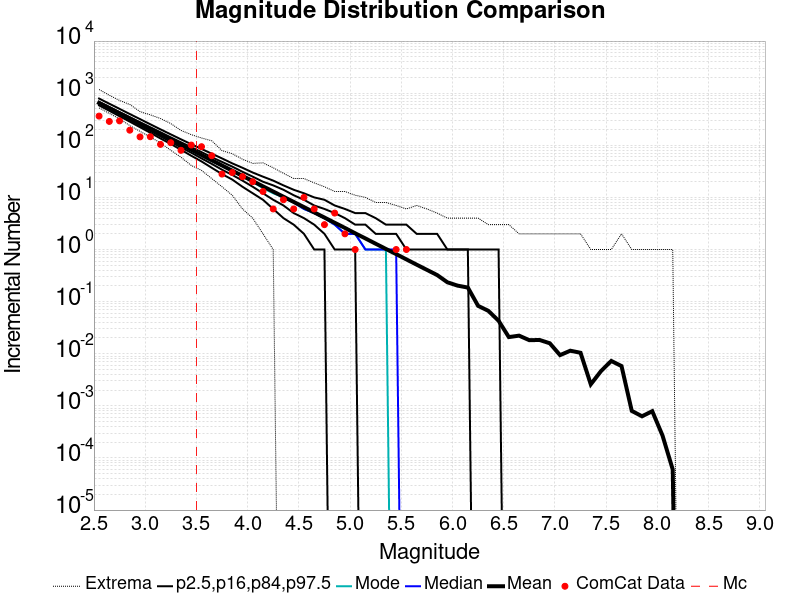 Magnitude Distribution Comparison
Incremental Number
10^4
10^3
10^2
10^1
10^0
10^-1
10^-2
10^-3
10^-4
10^-5
2.5 3.0 3.5 4.0 4.5 5.0 5.5 6.0 6.5 7.0 7.5 8.0 8.5 9.0
Magnitude
Extrema p2.5,p16,p84,p97.5 Mode Median Mean ComCat Data Mc